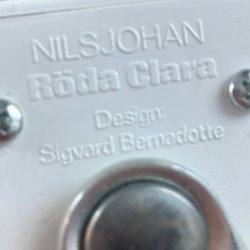 NILSJOHAN
Röda Clara
Design:
Sigvard Bernadotte